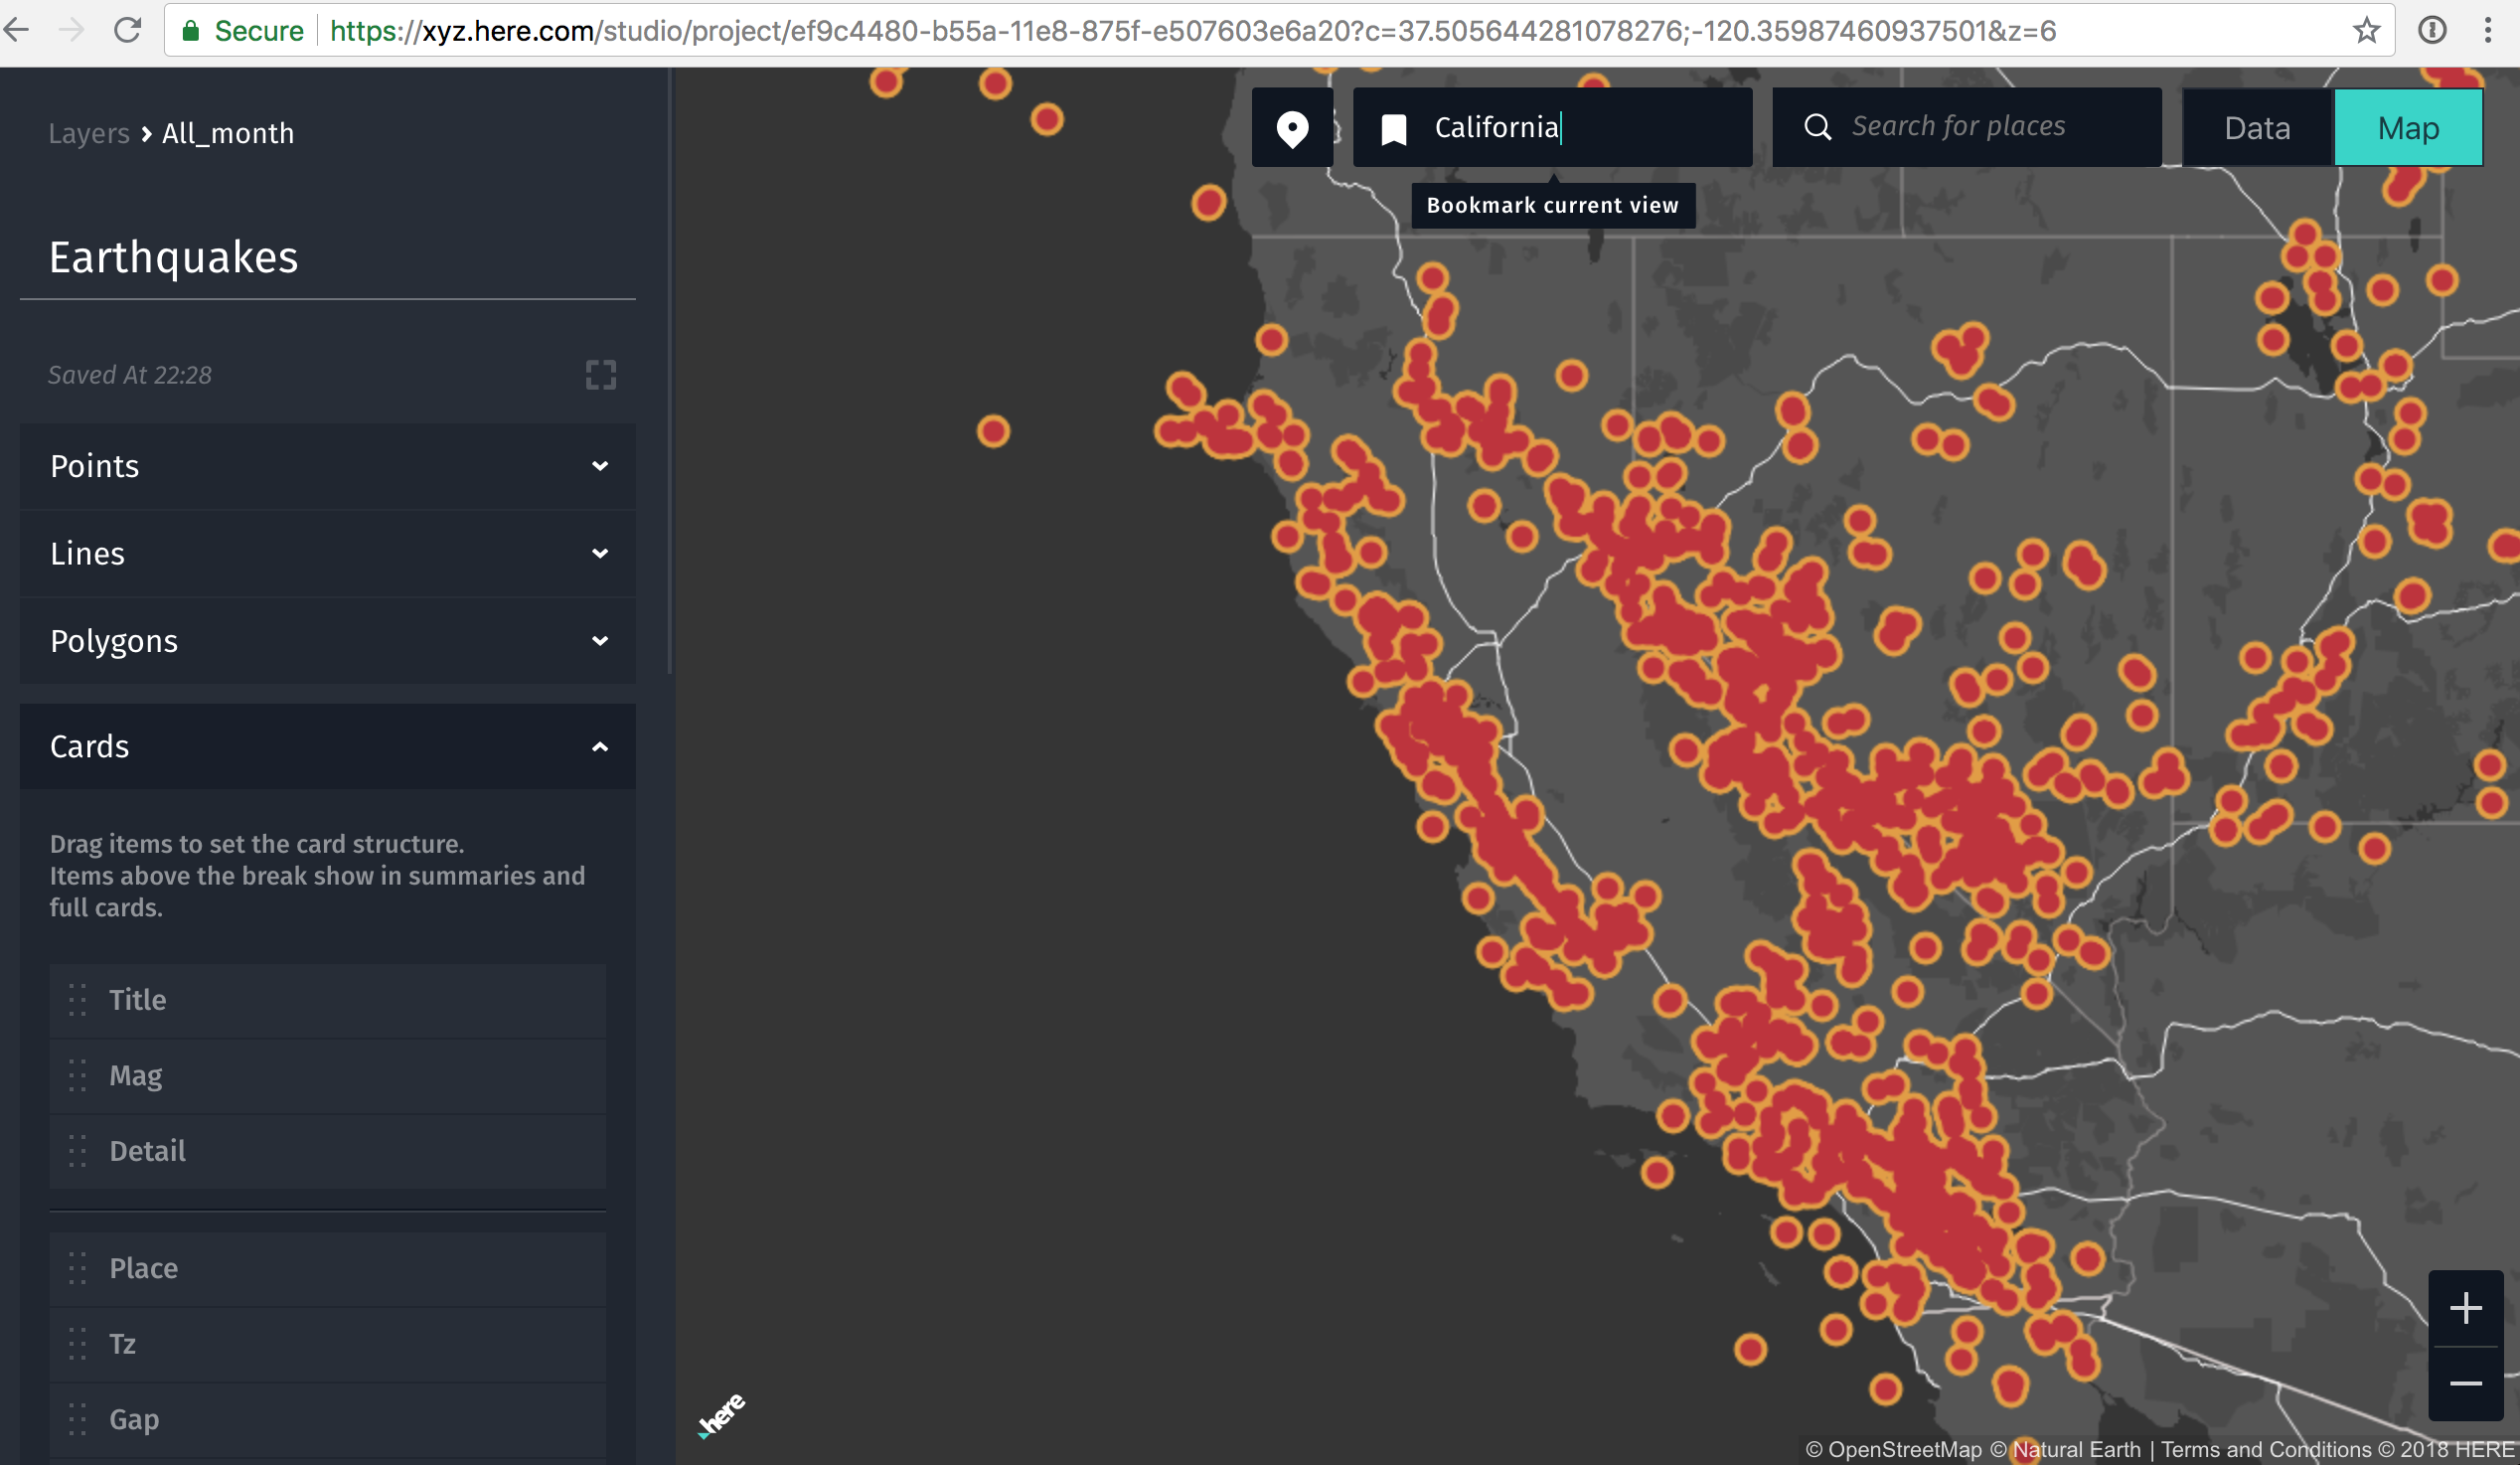 Secure
https://xyz.here.com/studio/project/ef9c4480-b55a-11e8-875f-e507603e6a20?c=37.505644281078276;-120.35987460937501&z=6
Layers › All_month
Earthquakes
Saved At 22:28
Points
Lines
Polygons
Cards
Drag items to set the card structure.
Items above the break show in summaries and
full cards.
Title
Mag
Detail
Place
Tz
Gap
California
Search for places
Data
Map
Bookmark current view
here
© OpenStreetMap © Natural Earth | Terms and Conditions © 2018 HERE